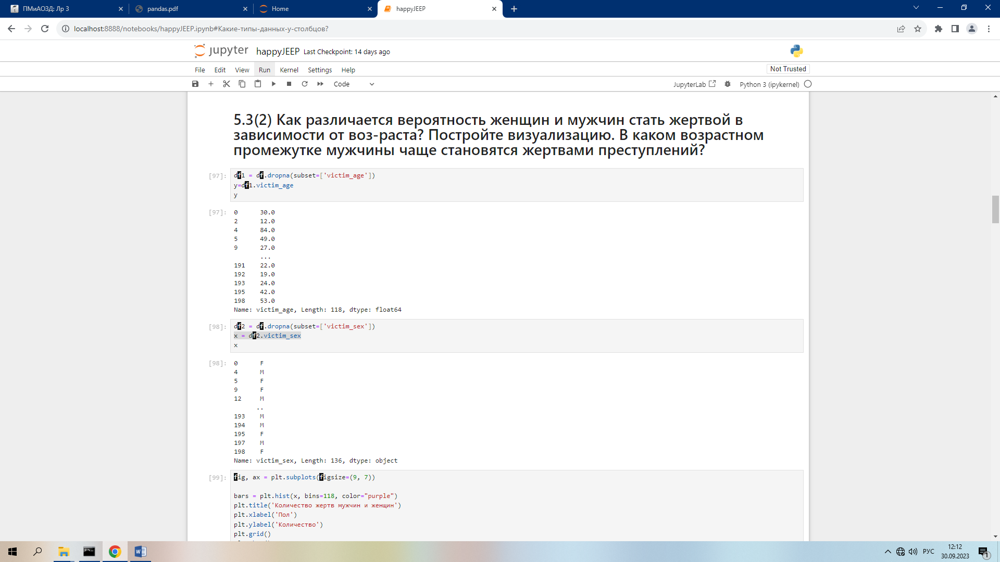 ПМиАОЗД: Лр 3
pandas.pdf
Home
happyJEEP
localhost:8888/notebooks/happyJEEP.ipynb#Какие-типы-данных-у-столбцов?
jupyter happyJEEP Last Checkpoint: 14 days ago
File Edit View Run Kernel Settings Help
Not Trusted
Code
JupyterLab
Python 3 (ipykernel)
5.3(2) Как различается вероятность женщин и мужчин стать жертвой в
зависимости от воз-раста? Постройте визуализацию. В каком возрастном
промежутке мужчины чаще становятся жертвами преступлений?
[97]:
df1 = df.dropna(subset=['victim_age'])
y=df1.victim_age
y
[97]:
0 30.0
2 12.0
4 84.0
5 49.0
9 27.0
...
191 22.0
192 19.0
193 24.0
195 42.0
198 53.0
Name: victim_age, Length: 118, dtype: float64
[98]:
df2 = df.dropna(subset=['victim_sex'])
x = df2.victim_sex
x
[98]:
0 F
4 M
5 F
9 F
12 M
..
193 M
194 M
195 F
197 M
198 F
Name: victim_sex, Length: 136, dtype: object
[99]:
fig, ax = plt.subplots(figsize=(9, 7))
bars = plt.hist(x, bins=118, color="purple")
plt.title('Количество жертв мужчин и женщин')
plt.xlabel('Пол')
plt.ylabel('Количество')
plt.grid()
РУС
12:12
30.09.2023
1